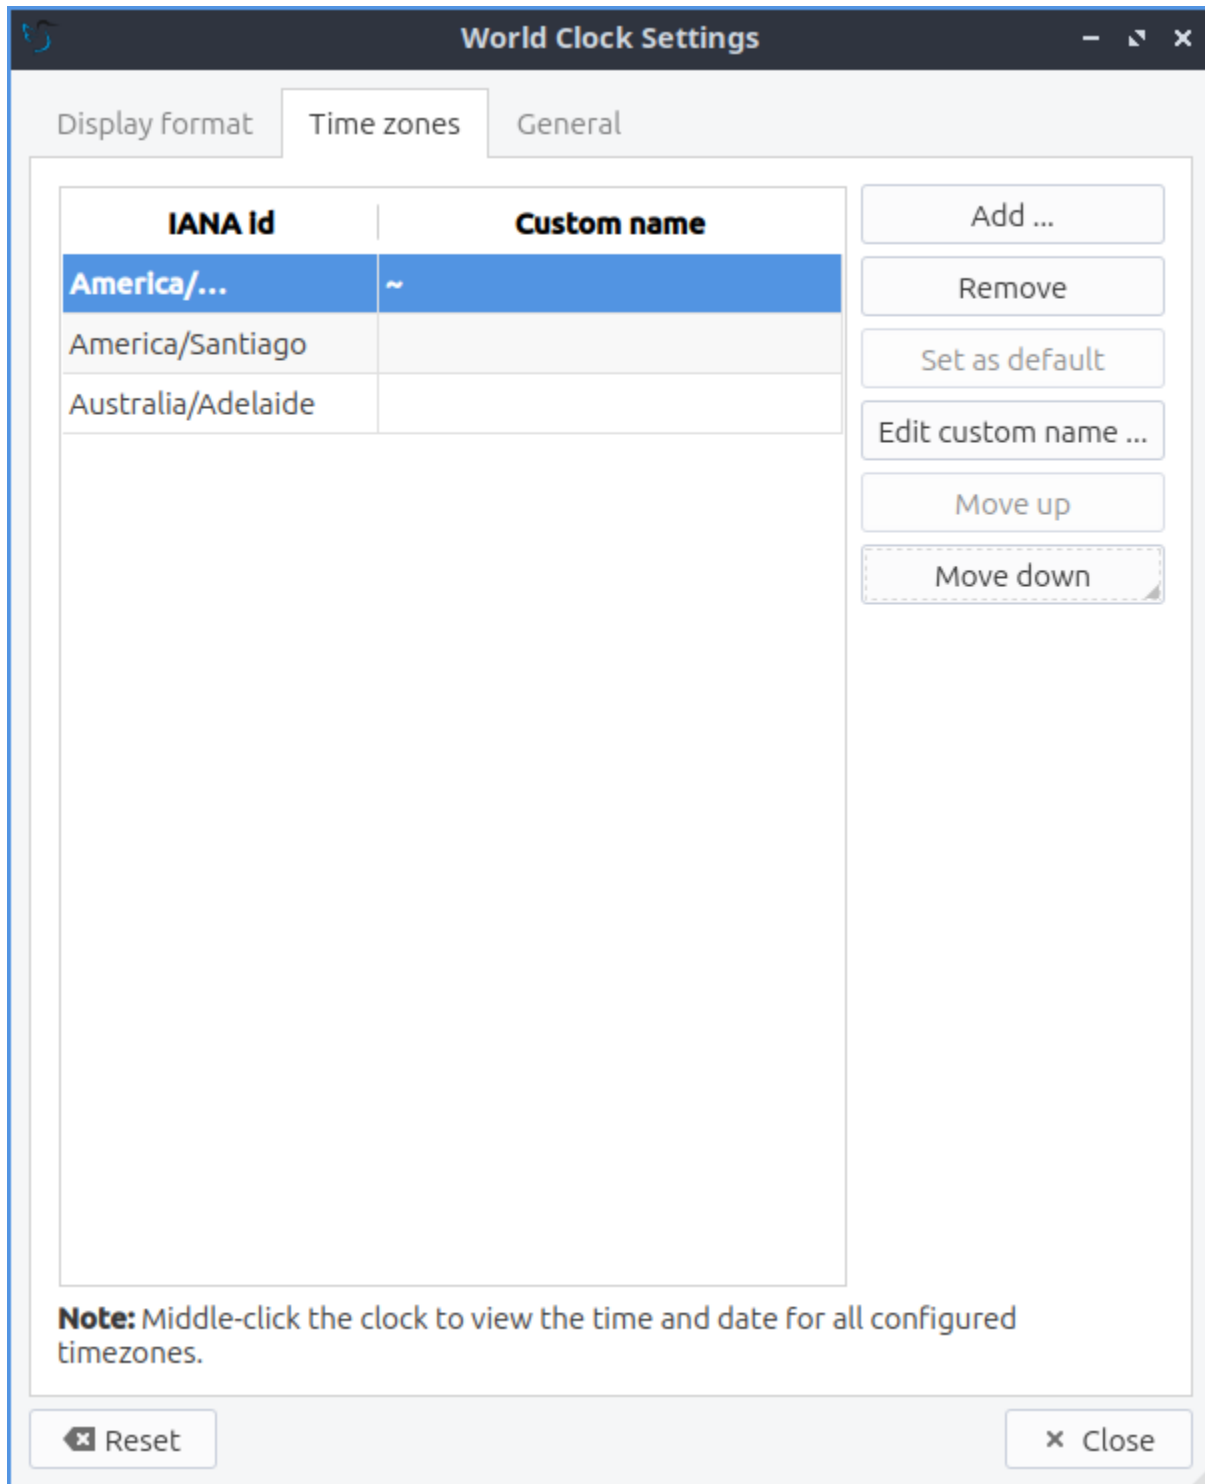 World Clock Settings
Display format Time zones General
IANA id Custom name
America/... ~
America/Santiago
Australia/Adelaide
Add ...
Remove
Set as default
Edit custom name ...
Move up
Move down
Note: Middle-click the clock to view the time and date for all configured
timezones.
Reset Close